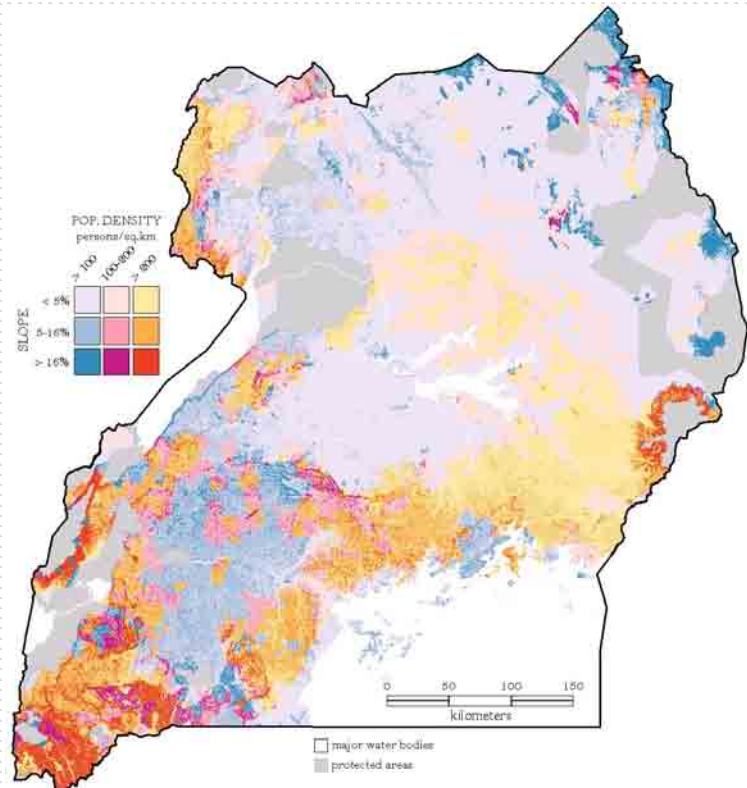 POP. DENSITY
persons/sq.km
> 100
100-200
> 200
SLOPE
< 5%
5-16%
> 16%
0 50 100 150
kilometers
major water bodies
protected areas